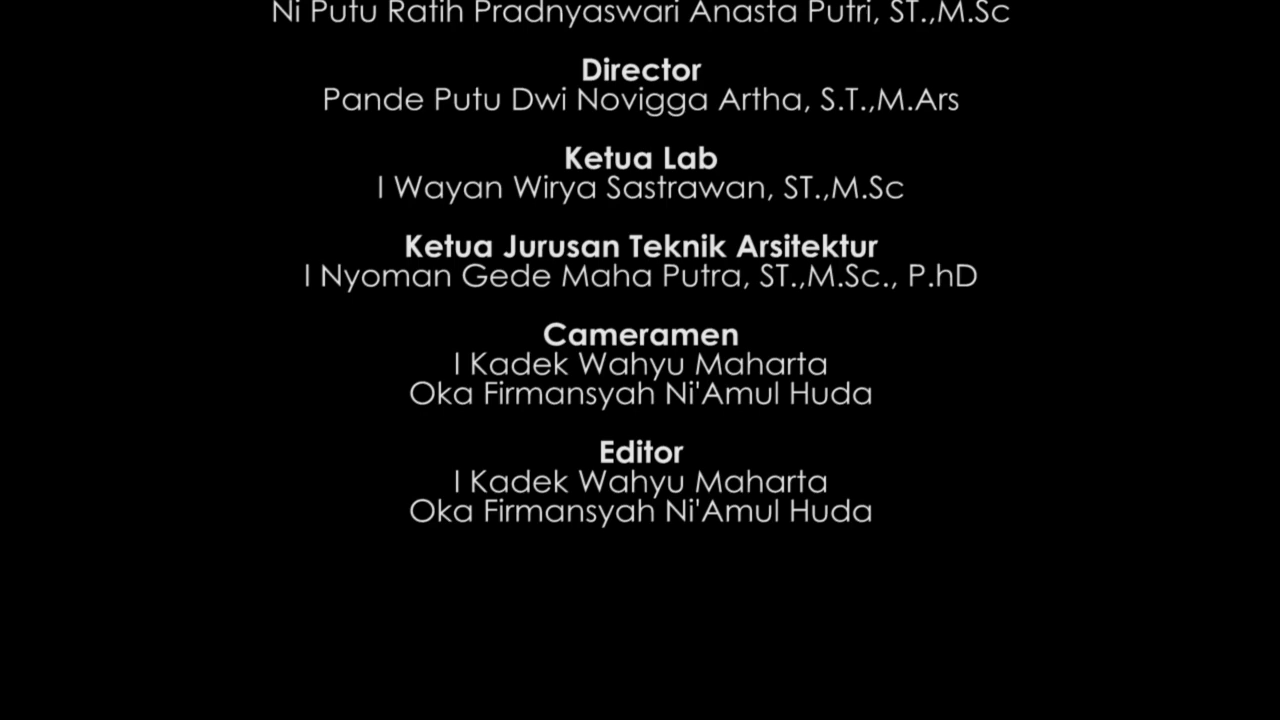 Ni Putu Ratih Pradnyaswari Anasta Putri, ST.,M.Sc
Director
Pande Putu Dwi Novigga Artha, S.T.,M.Ars
Ketua Lab
I Wayan Wirya Sastrawan, ST.,M.Sc
Ketua Jurusan Teknik Arsitektur
I Nyoman Gede Maha Putra, ST.,M.Sc., P.hD
Cameramen
I Kadek Wahyu Maharta
Oka Firmansyah Ni'Amul Huda
Editor
I Kadek Wahyu Maharta
Oka Firmansyah Ni'Amul Huda